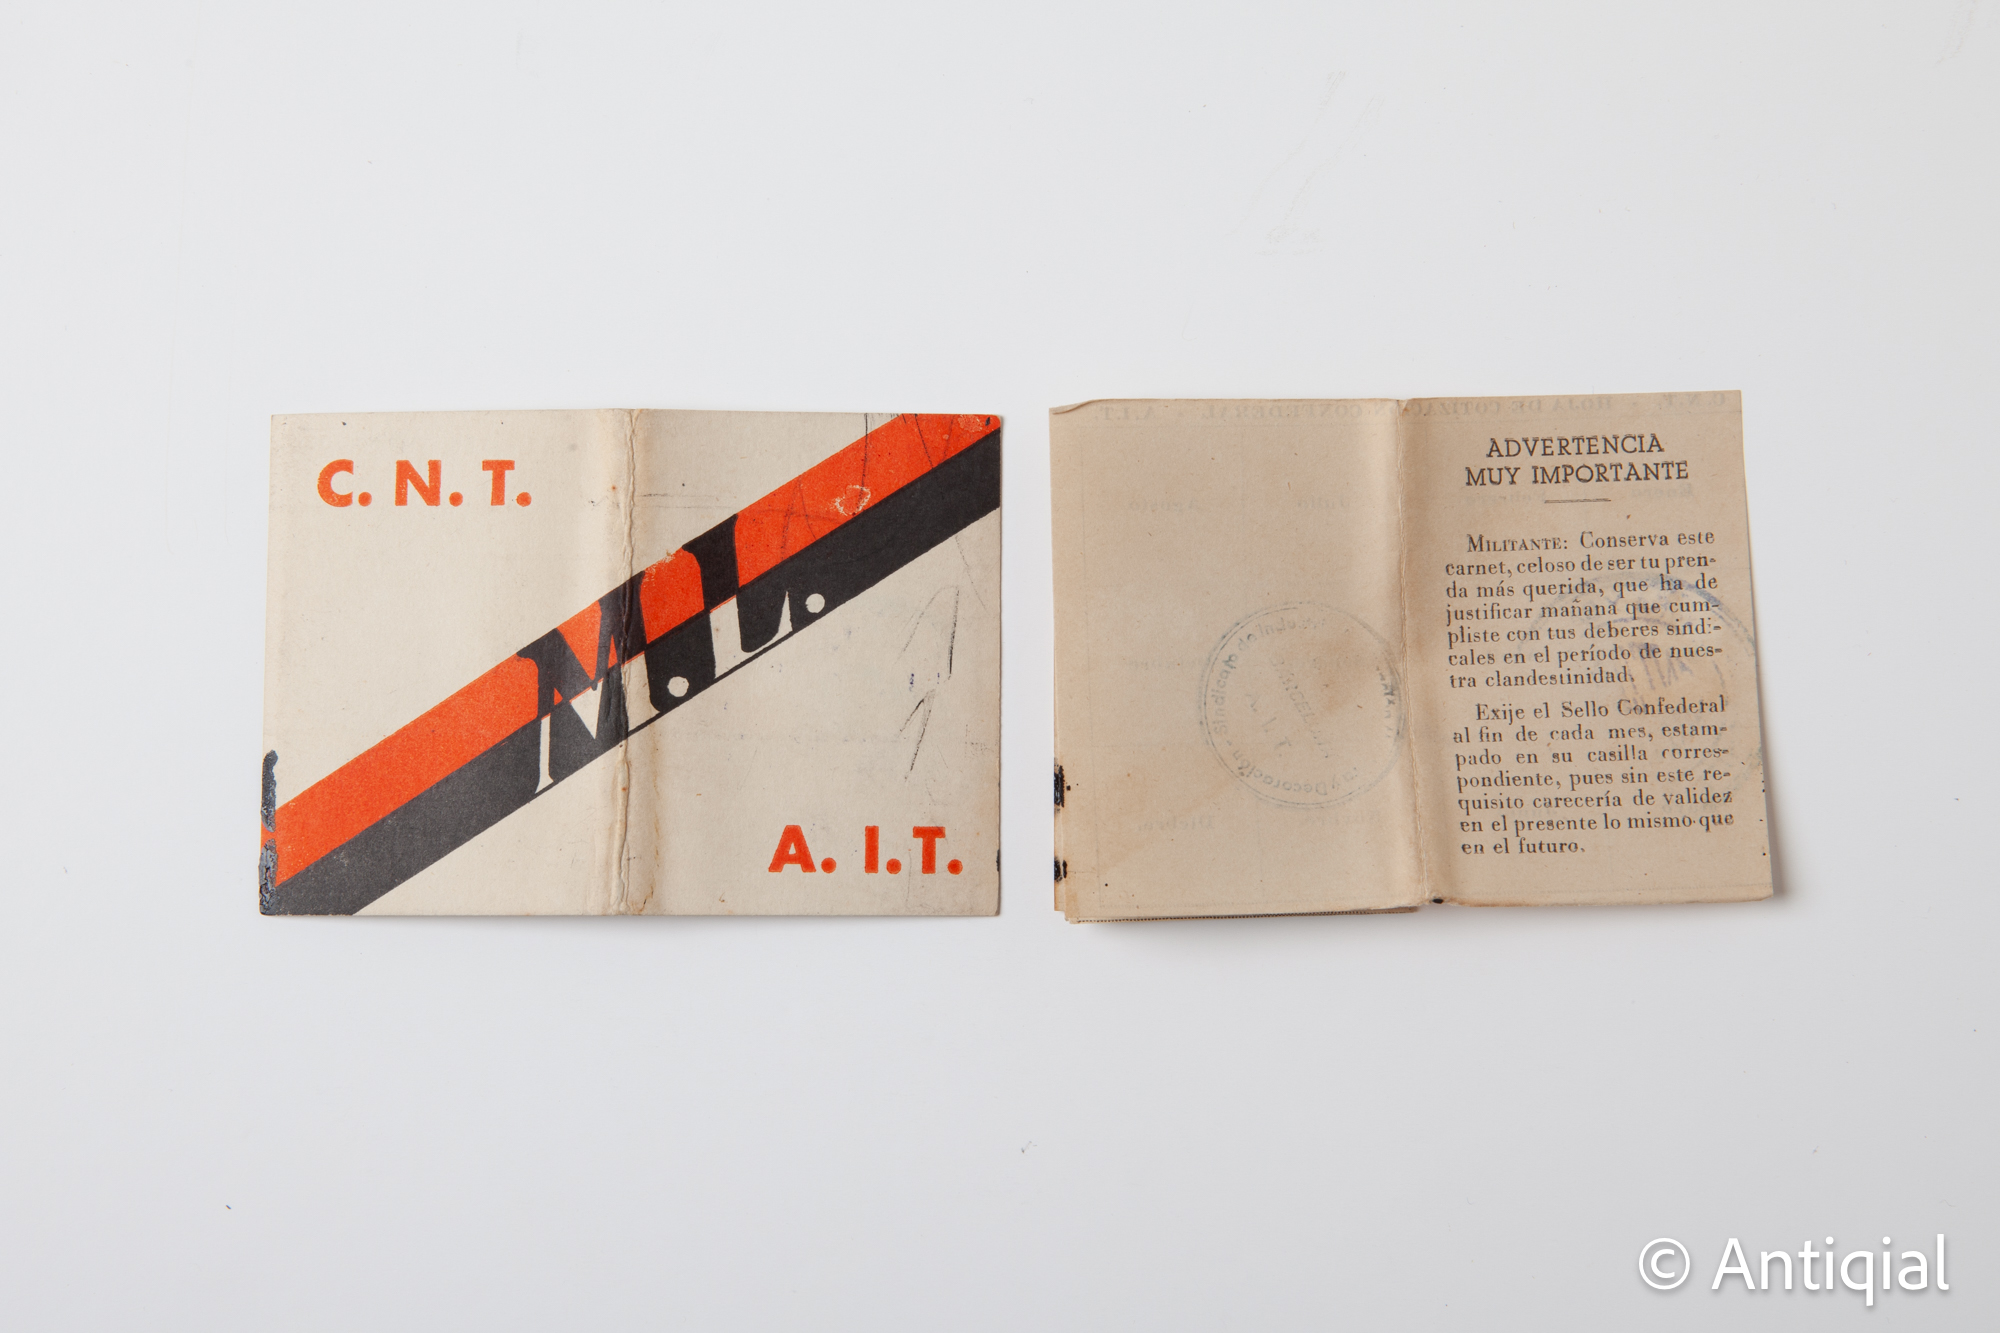 C. N. T.
M. L.
A. I. T.
ADVERTENCIA
MUY IMPORTANTE
MILITANTE: Conserva este
carnet, celoso de ser tu pren-
da más querida, que ha de
justificar mañana que cum-
pliste con tus deberes sindi-
cales en el período de nues-
tra clandestinidad.
Exije el Sello Confederal
al fin de cada mes, estam-
pado en su casilla corres-
pondiente, pues sin este re-
quisito carecería de validez
en el presente lo mismo que
en el futuro.
© Antiqial